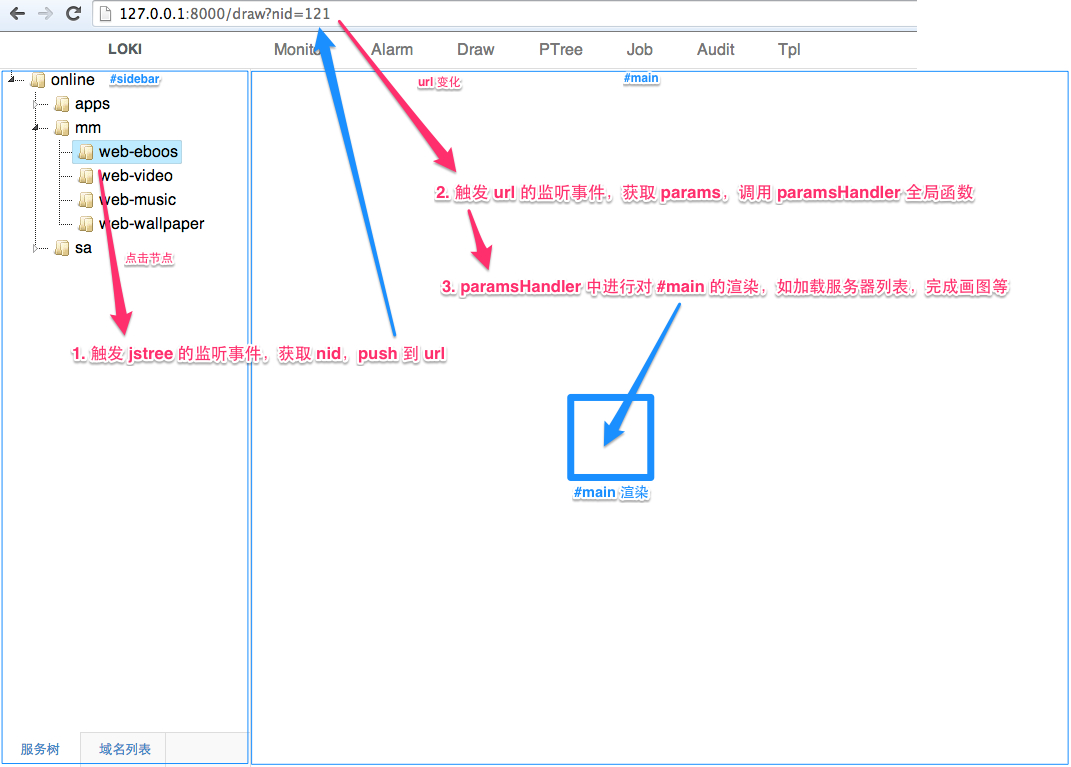 127.0.0.1:8000/draw?nid=121
LOKI Monito Alarm Draw PTree Job Audit Tpl
online #sidebar
url 变化
#main
apps
mm
web-eboos
web-video
web-music
web-wallpaper
sa
点击节点
2. 触发 url 的监听事件，获取 params，调用 paramsHandler 全局函数
3. paramsHandler 中进行对 #main 的渲染，如加载服务器列表，完成画图等
1. 触发 jstree 的监听事件，获取 nid，push 到 url
#main 渲染
服务树 域名列表